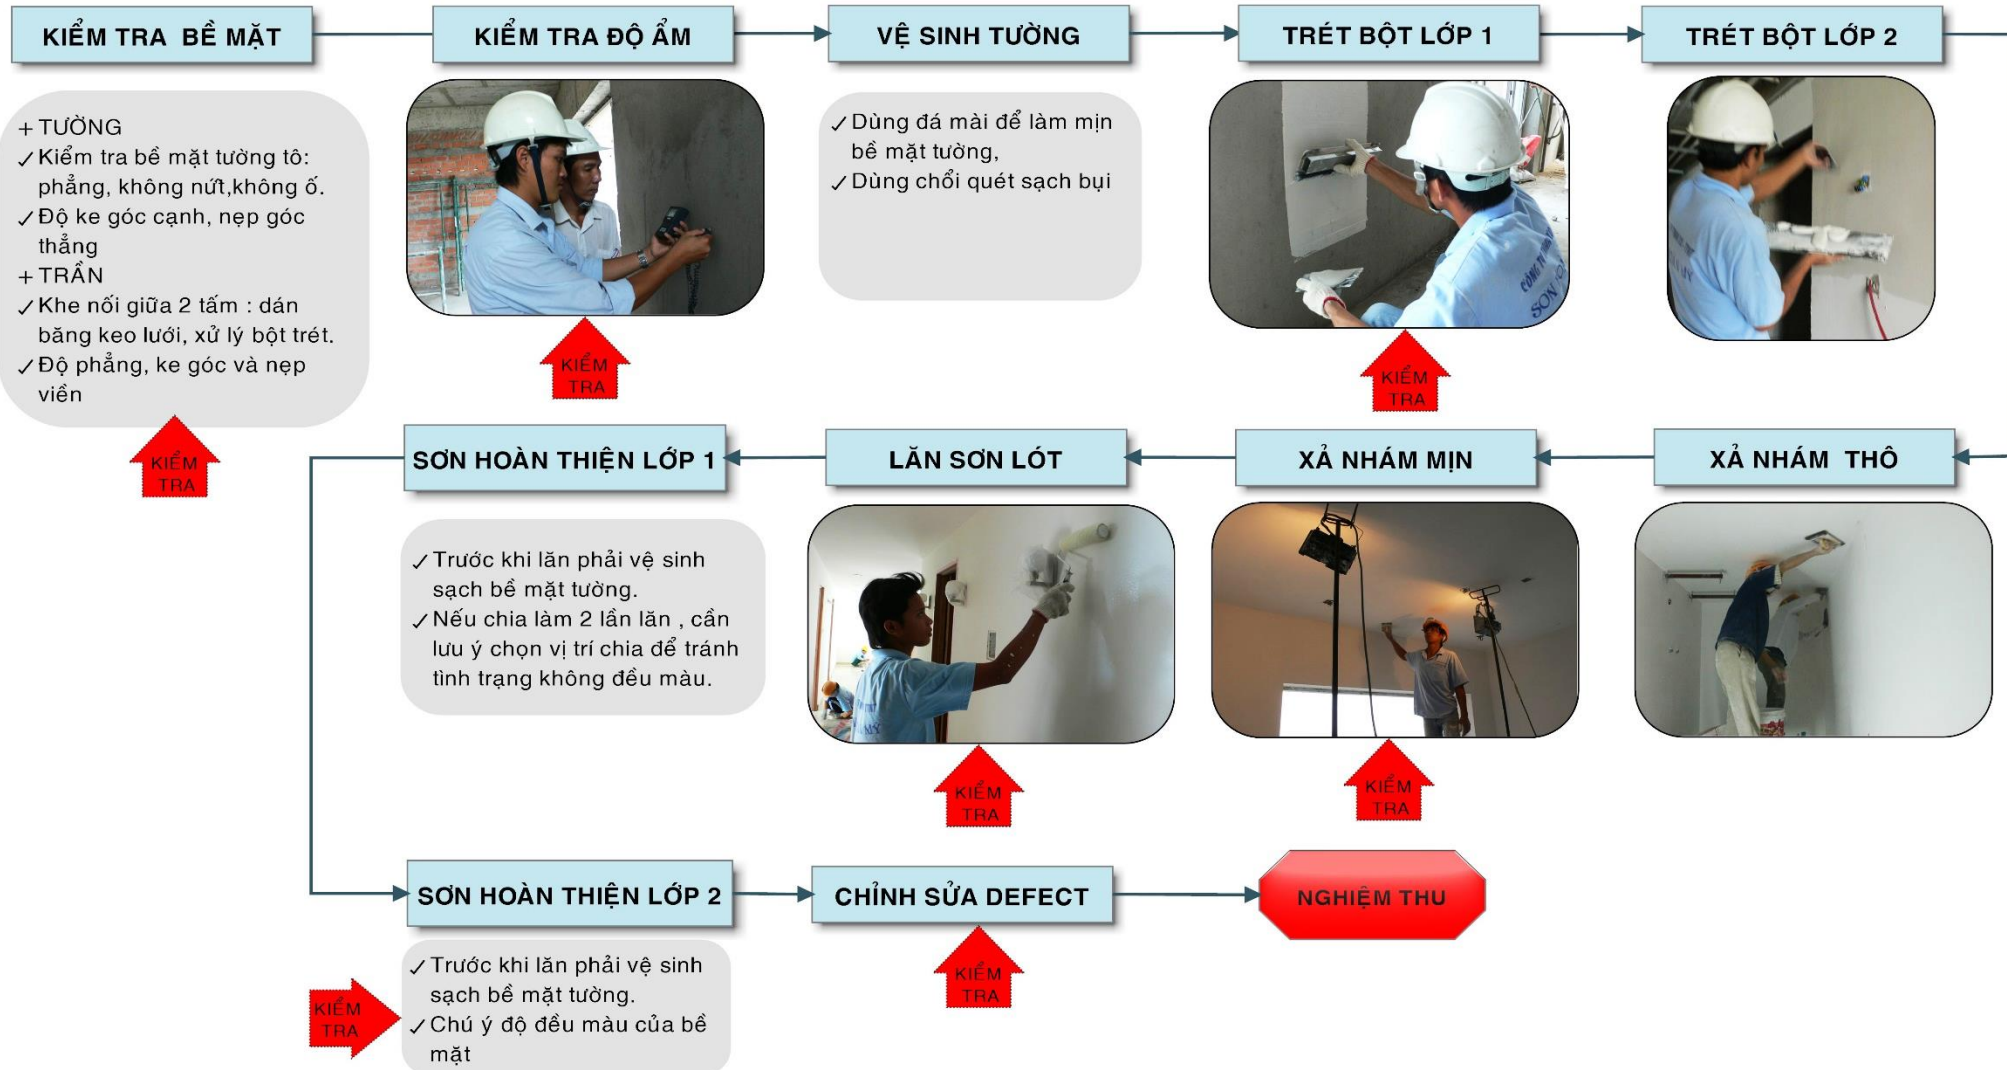 KIỂM TRA BỀ MẶT
KIỂM TRA ĐỘ ẨM
VỆ SINH TƯỜNG
TRÉT BỘT LỚP 1
TRÉT BỘT LỚP 2
+ TƯỜNG
✓ Kiểm tra bề mặt tường tô:
phẳng, không nứt,không ố.
✓ Độ ke góc cạnh, nẹp góc
thẳng
+ TRẦN
✓ Khe nối giữa 2 tấm : dán
băng keo lưới, xử lý bột trét.
✓ Độ phẳng, ke góc và nẹp
viền
✓ Dùng đá mài để làm mịn
bề mặt tường,
✓ Dùng chổi quét sạch bụi
CÔNG TY
SƠN
KIỂM
TRA
KIỂM
TRA
KIỂM
TRA
SƠN HOÀN THIỆN LỚP 1
LĂN SƠN LÓT
XẢ NHÁM MỊN
XẢ NHÁM THÔ
✓ Trước khi lăn phải vệ sinh
sạch bề mặt tường.
✓ Nếu chia làm 2 lần lăn , cần
lưu ý chọn vị trí chia để tránh
tình trạng không đều màu.
KIỂM
TRA
KIỂM
TRA
SƠN HOÀN THIỆN LỚP 2
CHỈNH SỬA DEFECT
NGHIỆM THU
✓ Trước khi lăn phải vệ sinh
sạch bề mặt tường.
✓ Chú ý độ đều màu của bề
mặt
KIỂM
TRA
KIỂM
TRA